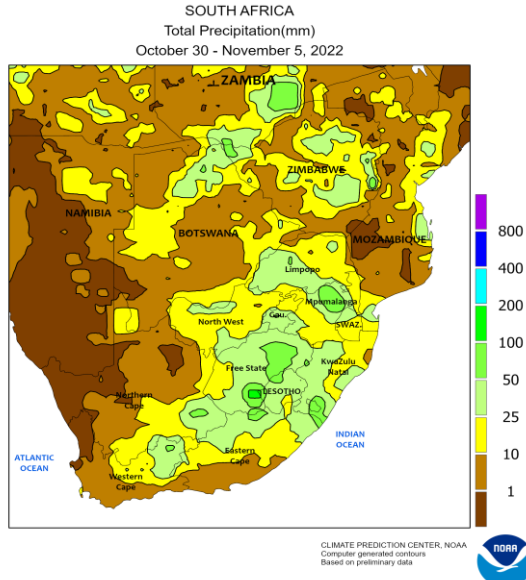 SOUTH AFRICA
Total Precipitation(mm)
October 30 - November 5, 2022
ZAMBIA
ZIMBABWE
NAMIBIA
BOTSWANA
MOZAMBIQUE
Limpopo
Mpumalanga
Gau.
North West
SWAZ.
Free State
KwaZulu
Natal
LESOTHO
Northern
Cape
Eastern
Cape
Western
Cape
ATLANTIC
OCEAN
INDIAN
OCEAN
800
400
200
100
50
25
10
1
CLIMATE PREDICTION CENTER, NOAA
Computer generated contours
Based on preliminary data
NOAA